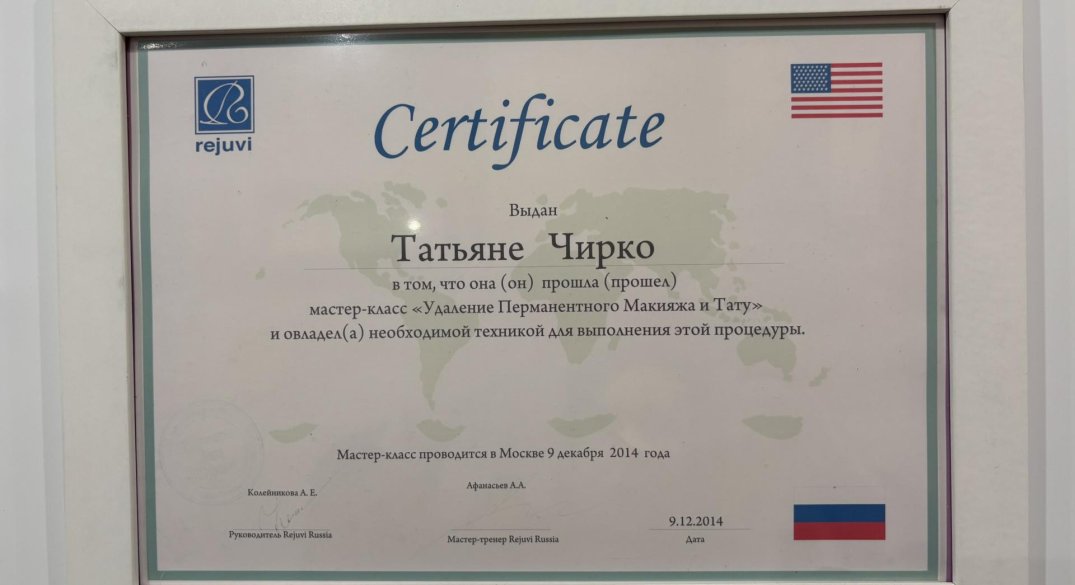 rejuvi
Certificate
Выдан
Татьяне Чирко
в том, что она (он) прошла (прошел)
мастер-класс «Удаление Перманентного Макияжа и Тату»
и овладел(а) необходимой техникой для выполнения этой процедуры.
Мастер-класс проводится в Москве 9 декабря 2014 года
Колейникова А. Е.
Афанасьев А.А.
9.12.2014
Руководитель Rejuvi Russia
Мастер-тренер Rejuvi Russia
Дата